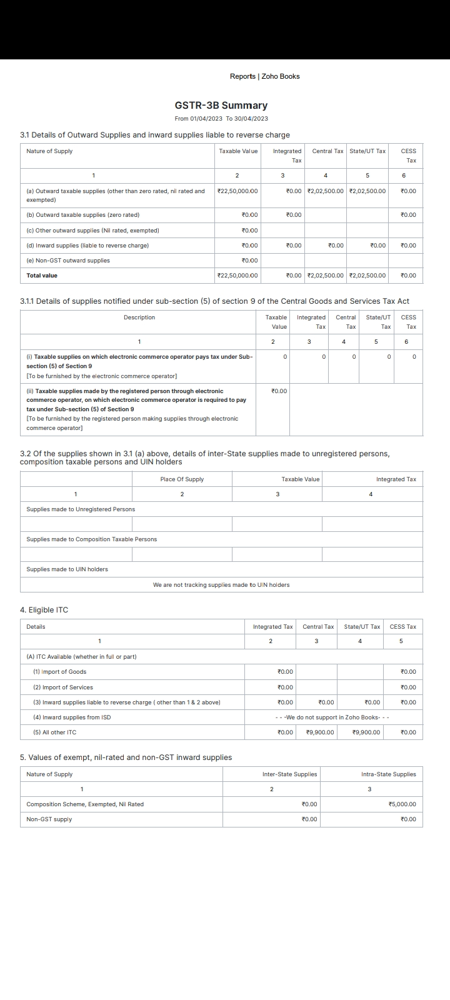 Reports | Zoho Books
GSTR-3B Summary
From 01/04/2023 To 30/04/2023
3.1 Details of Outward Supplies and inward supplies liable to reverse charge
Nature of Supply Taxable Value Integrated Tax Central Tax State/UT Tax CESS Tax
1 2 3 4 5 6
(a) Outward taxable supplies (other than zero rated, nil rated and exempted) ₹22,50,000.00 ₹0.00 ₹2,02,500.00 ₹2,02,500.00 ₹0.00
(b) Outward taxable supplies (zero rated) ₹0.00 ₹0.00 ₹0.00
(c) Other outward supplies (Nil rated, exempted) ₹0.00
(d) Inward supplies (liable to reverse charge) ₹0.00 ₹0.00 ₹0.00 ₹0.00 ₹0.00
(e) Non-GST outward supplies ₹0.00
Total value ₹22,50,000.00 ₹0.00 ₹2,02,500.00 ₹2,02,500.00 ₹0.00
3.1.1 Details of supplies notified under sub-section (5) of section 9 of the Central Goods and Services Tax Act
Description Taxable Value Integrated Tax Central Tax State/UT Tax CESS Tax
1 2 3 4 5 6
(i) Taxable supplies on which electronic commerce operator pays tax under Sub- 0 0 0 0 0
section (5) of Section 9
[To be furnished by the electronic commerce operator]
(ii) Taxable supplies made by the registered person through electronic ₹0.00
commerce operator, on which electronic commerce operator is required to pay
tax under Sub-section (5) of Section 9
[To be furnished by the registered person making supplies through electronic
commerce operator]
3.2 Of the supplies shown in 3.1 (a) above, details of inter-State supplies made to unregistered persons,
composition taxable persons and UIN holders
Place Of Supply Taxable Value Integrated Tax
1 2 3 4
Supplies made to Unregistered Persons
Supplies made to Composition Taxable Persons
Supplies made to UIN holders
We are not tracking supplies made to UIN holders
4. Eligible ITC
Details Integrated Tax Central Tax State/UT Tax CESS Tax
1 2 3 4 5
(A) ITC Available (whether in full or part)
(1) Import of Goods ₹0.00 ₹0.00
(2) Import of Services ₹0.00 ₹0.00
(3) Inward supplies liable to reverse charge ( other than 1 & 2 above) ₹0.00 ₹0.00 ₹0.00 ₹0.00
(4) Inward supplies from ISD - - -We do not support in Zoho Books- - -
(5) All other ITC ₹0.00 ₹9,900.00 ₹9,900.00 ₹0.00
5. Values of exempt, nil-rated and non-GST inward supplies
Nature of Supply Inter-State Supplies Intra-State Supplies
1 2 3
Composition Scheme, Exempted, Nil Rated ₹0.00 ₹5,000.00
Non-GST supply ₹0.00 ₹0.00